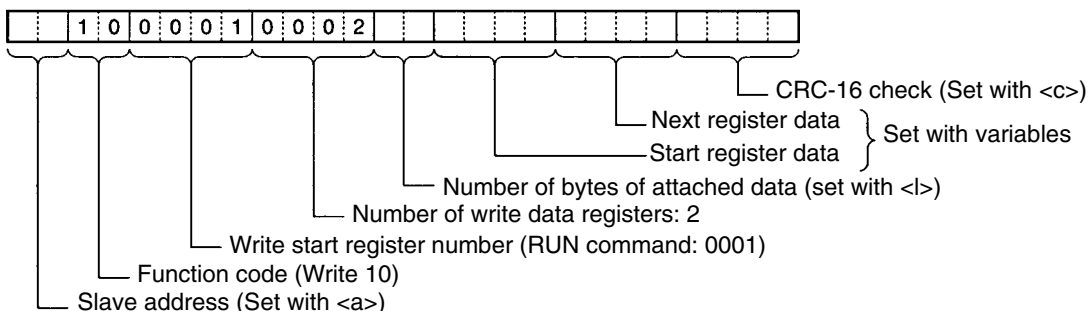 1 0 0 0 0 1 0 0 0 2
CRC-16 check (Set with <c>)
Next register data
Set with variables
Start register data
Number of bytes of attached data (set with <l>)
Number of write data registers: 2
Write start register number (RUN command: 0001)
Function code (Write 10)
Slave address (Set with <a>)